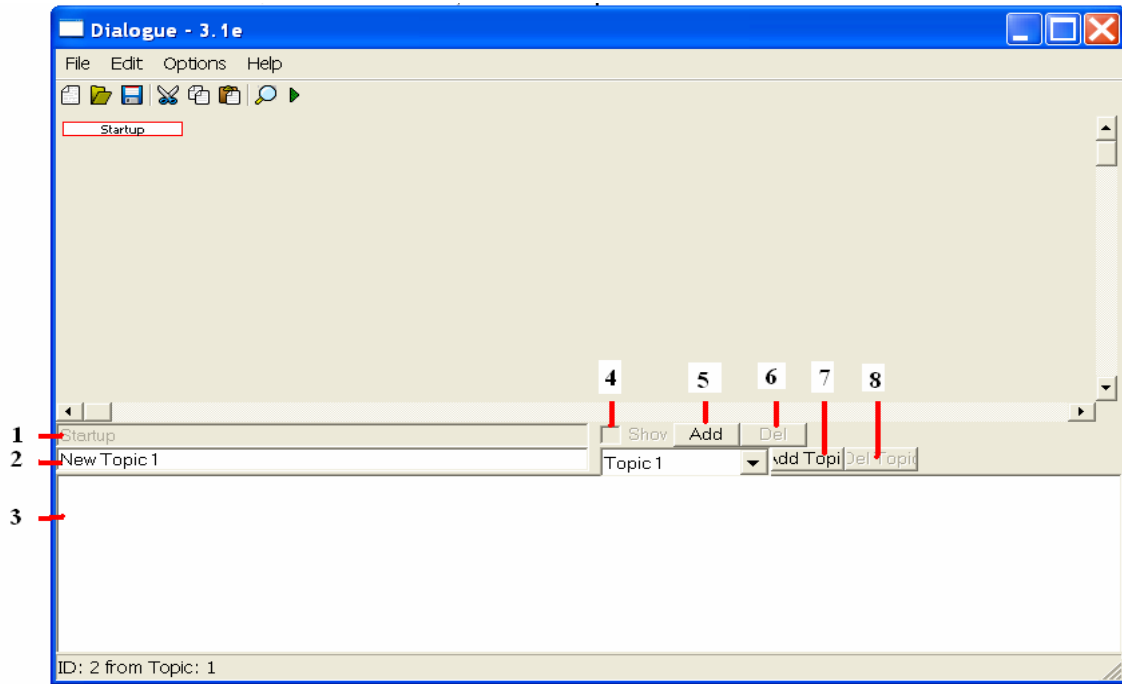 Dialogue - 3.1e
File Edit Options Help
Startup
4 5 6 7 8
1 Startup Shov Add Del
2 New Topic 1 Topic 1 Add Topi Del Topic
3
ID: 2 from Topic: 1